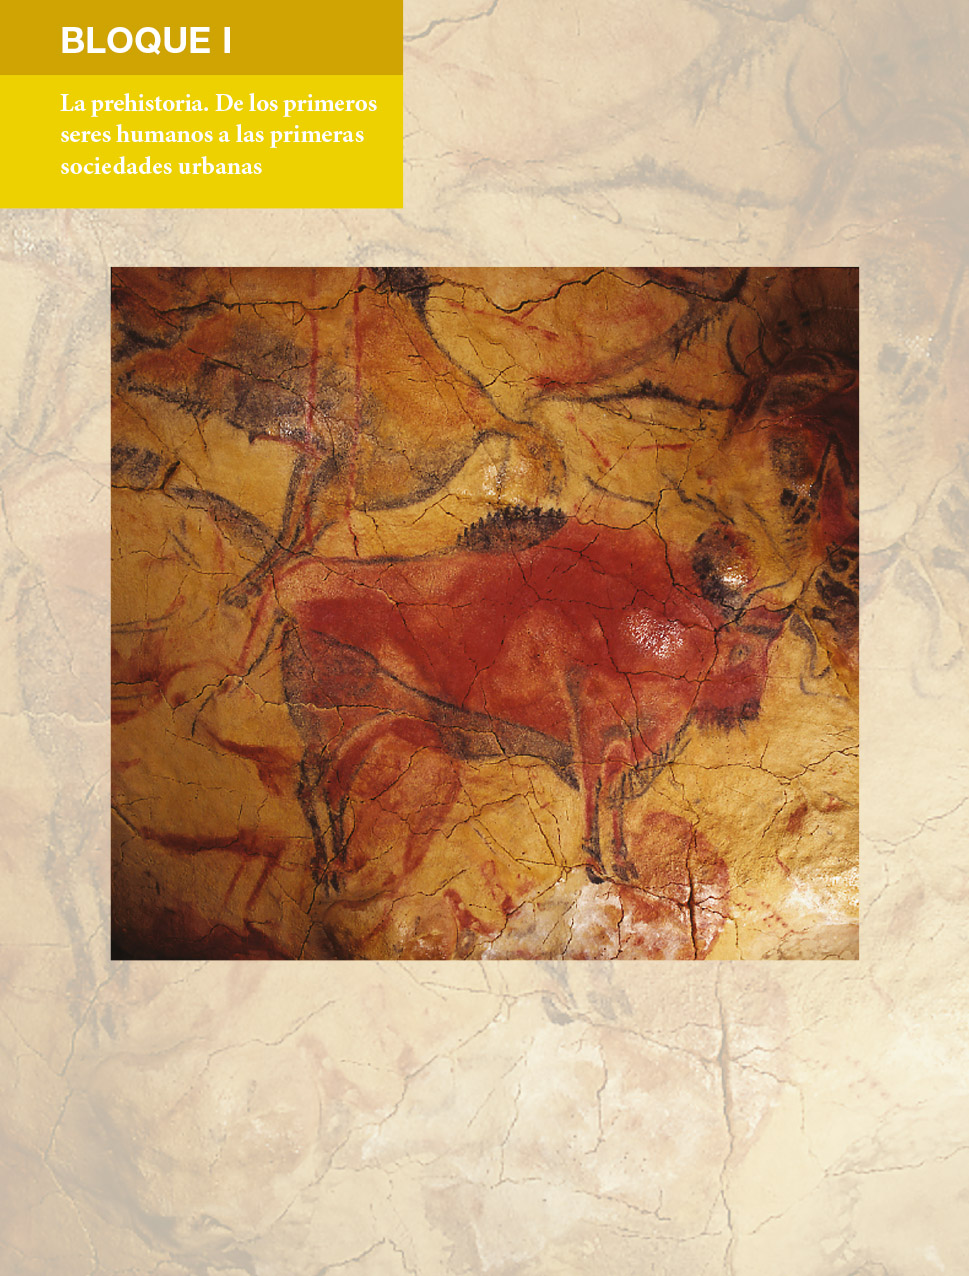 BLOQUE I
La prehistoria. De los primeros
seres humanos a las primeras
sociedades urbanas